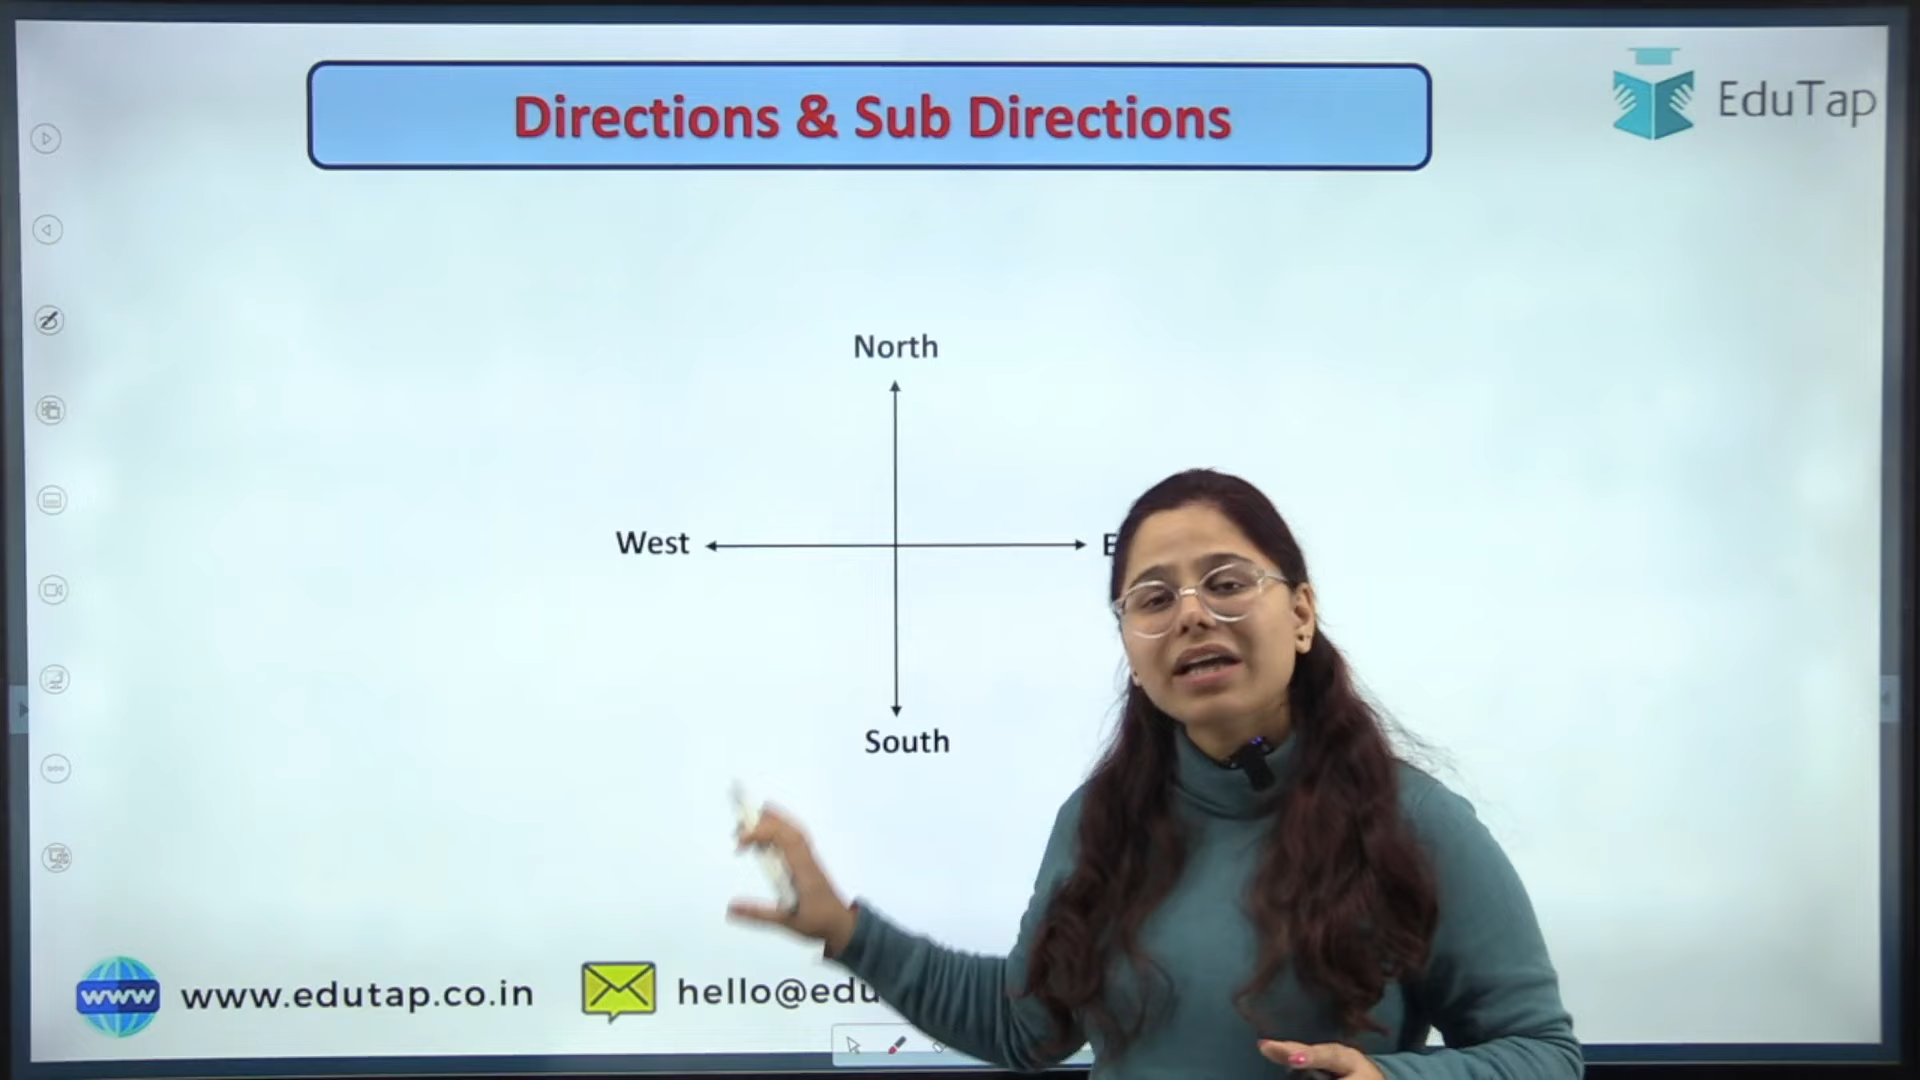 Directions & Sub Directions
EduTap
North
West
South
www
www.edutap.co.in
hello@edu